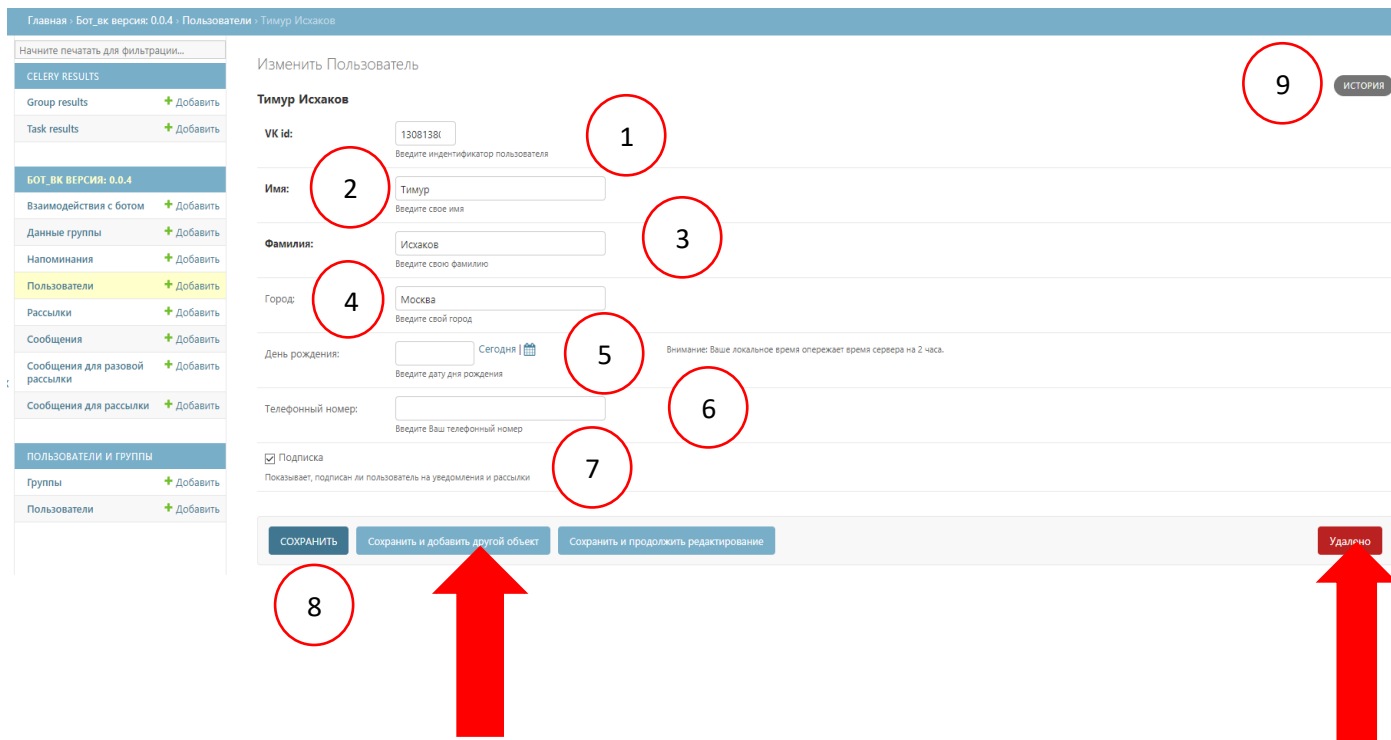 Главная › Бот_вк версия: 0.0.4 › Пользователи › Тимур Исхаков
Начните печатать для фильтрации...
CELERY RESULTS
Group results + Добавить
Task results + Добавить
БОТ_ВК ВЕРСИЯ: 0.0.4
Взаимодействия с ботом + Добавить
Данные группы + Добавить
Напоминания + Добавить
Пользователи + Добавить
Рассылки + Добавить
Сообщения + Добавить
Сообщения для разовой + Добавить
рассылки
Сообщения для рассылки + Добавить
ПОЛЬЗОВАТЕЛИ И ГРУППЫ
Группы + Добавить
Пользователи + Добавить
Изменить Пользователь
9
ИСТОРИЯ
Тимур Исхаков
VK id: 1308138( 1
Введите индентификатор пользователя
Имя: 2 Тимур
Введите свое имя
Фамилия: Исхаков 3
Введите свою фамилию
Город: 4 Москва
Введите свой город
День рождения: Сегодня | 5 Внимание: Ваше локальное время опережает время сервера на 2 часа.
Введите дату дня рождения
Телефонный номер: 6
Введите Ваш телефонный номер
Подписка 7
Показывает, подписан ли пользователь на уведомления и рассылки
СОХРАНИТЬ Сохранить и добавить другой объект Сохранить и продолжить редактирование Удалено
8